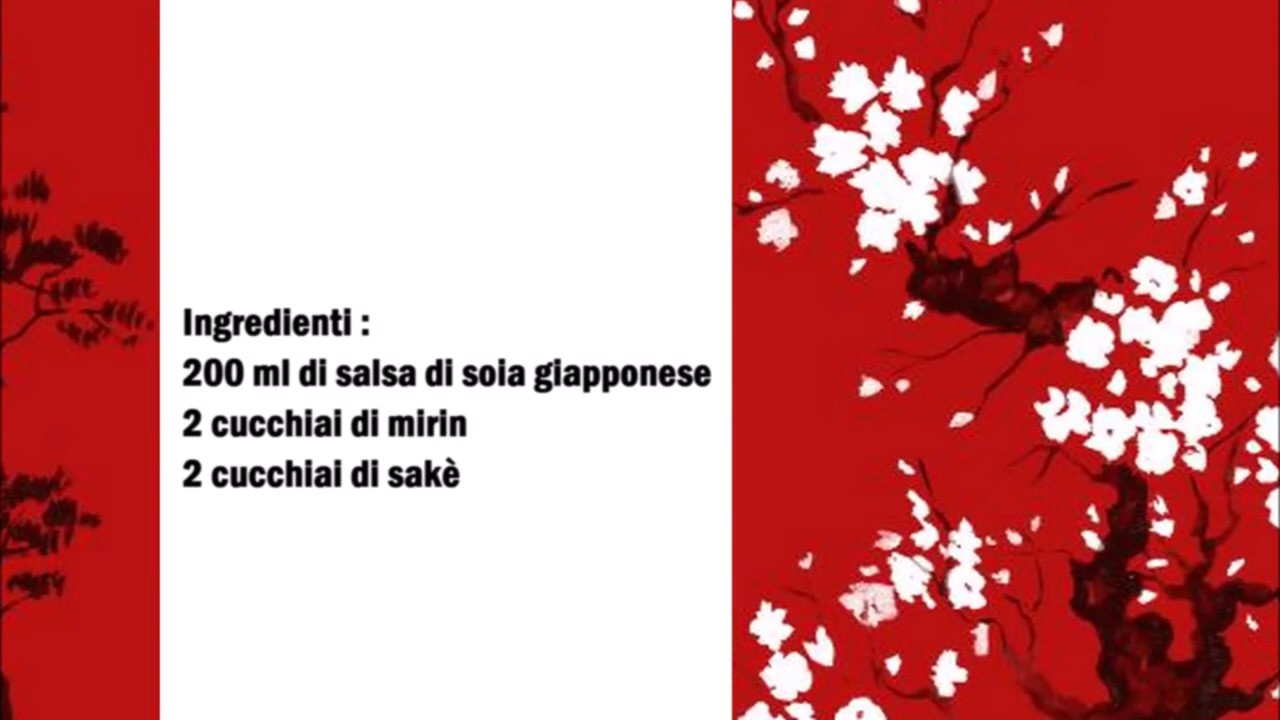 Ingredienti :
200 ml di salsa di soia giapponese
2 cucchiai di mirin
2 cucchiai di sakè